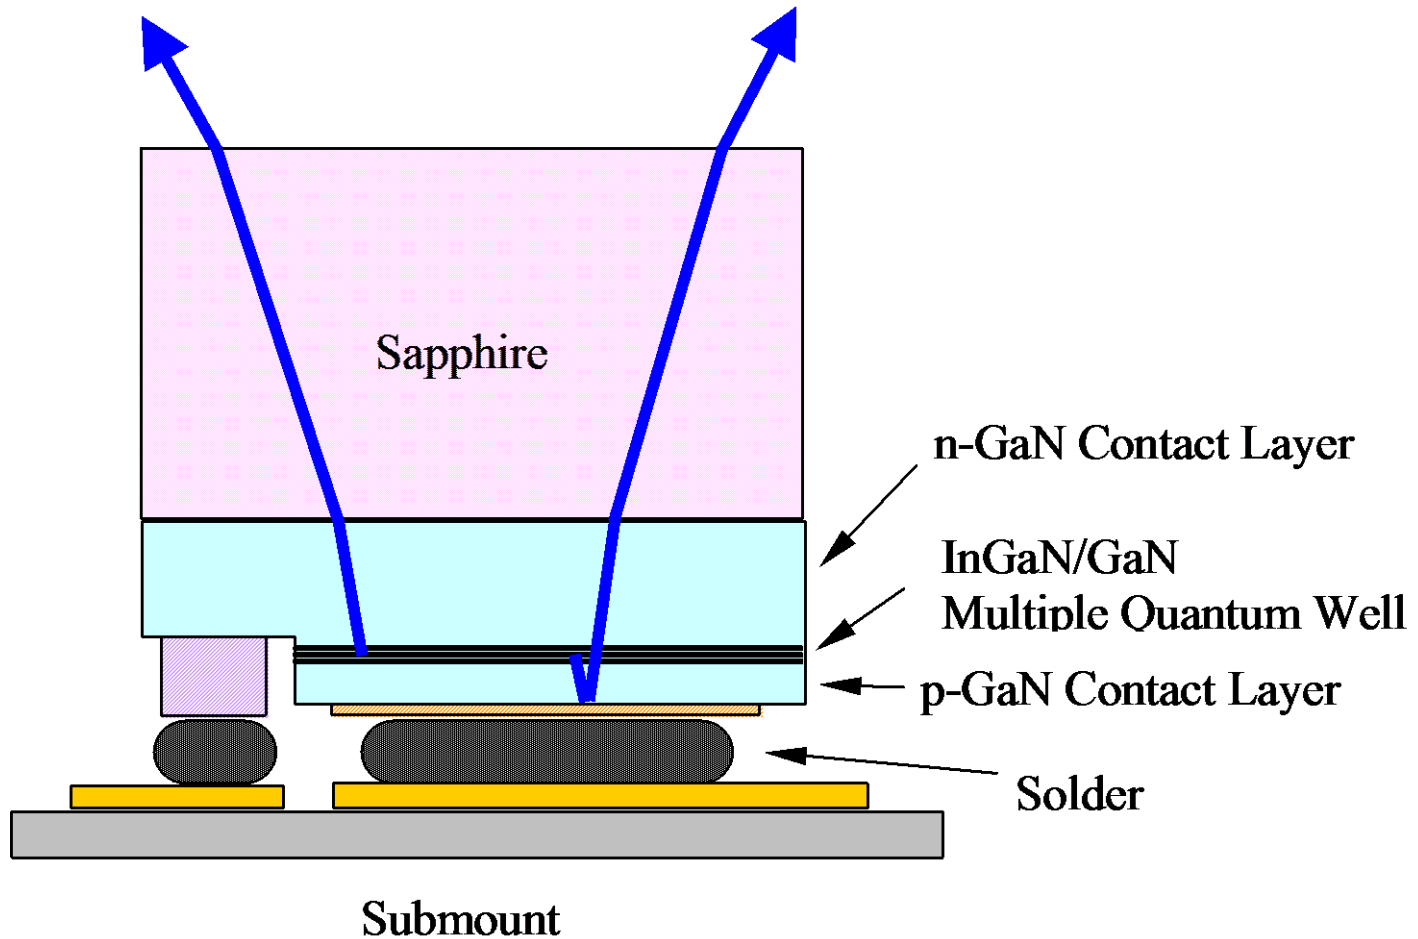 Sapphire
n-GaN Contact Layer
InGaN/GaN
Multiple Quantum Well
p-GaN Contact Layer
Solder
Submount